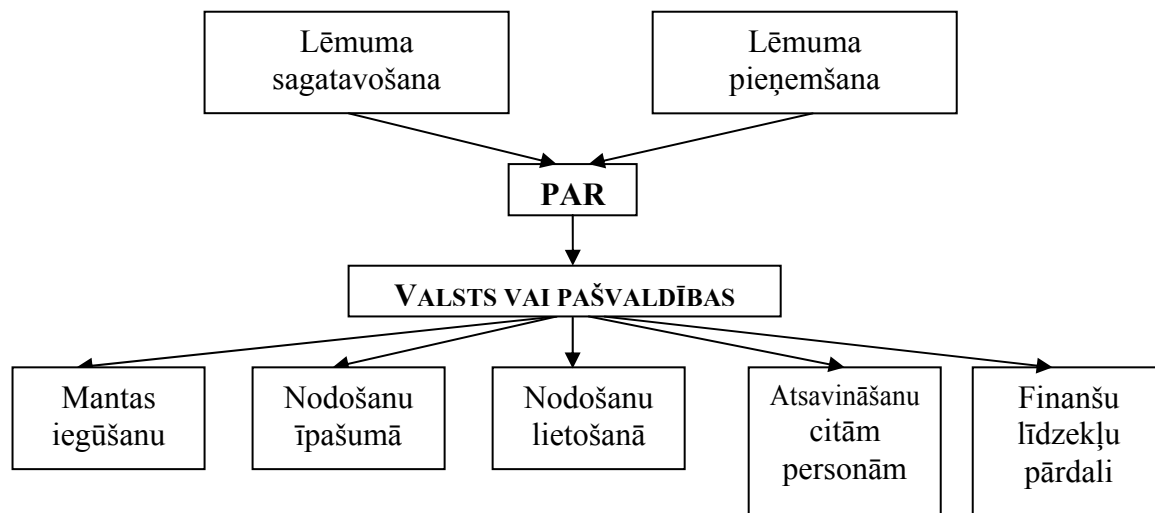 Lēmuma
sagatavošana
Lēmuma
pieņemšana
PAR
VALSTS VAI PAŠVALDĪBAS
Mantas
iegūšanu
Nodošanu
īpašumā
Nodošanu
lietošanā
Atsavināšanu
citām
personām
Finanšu
līdzekļu
pārdali